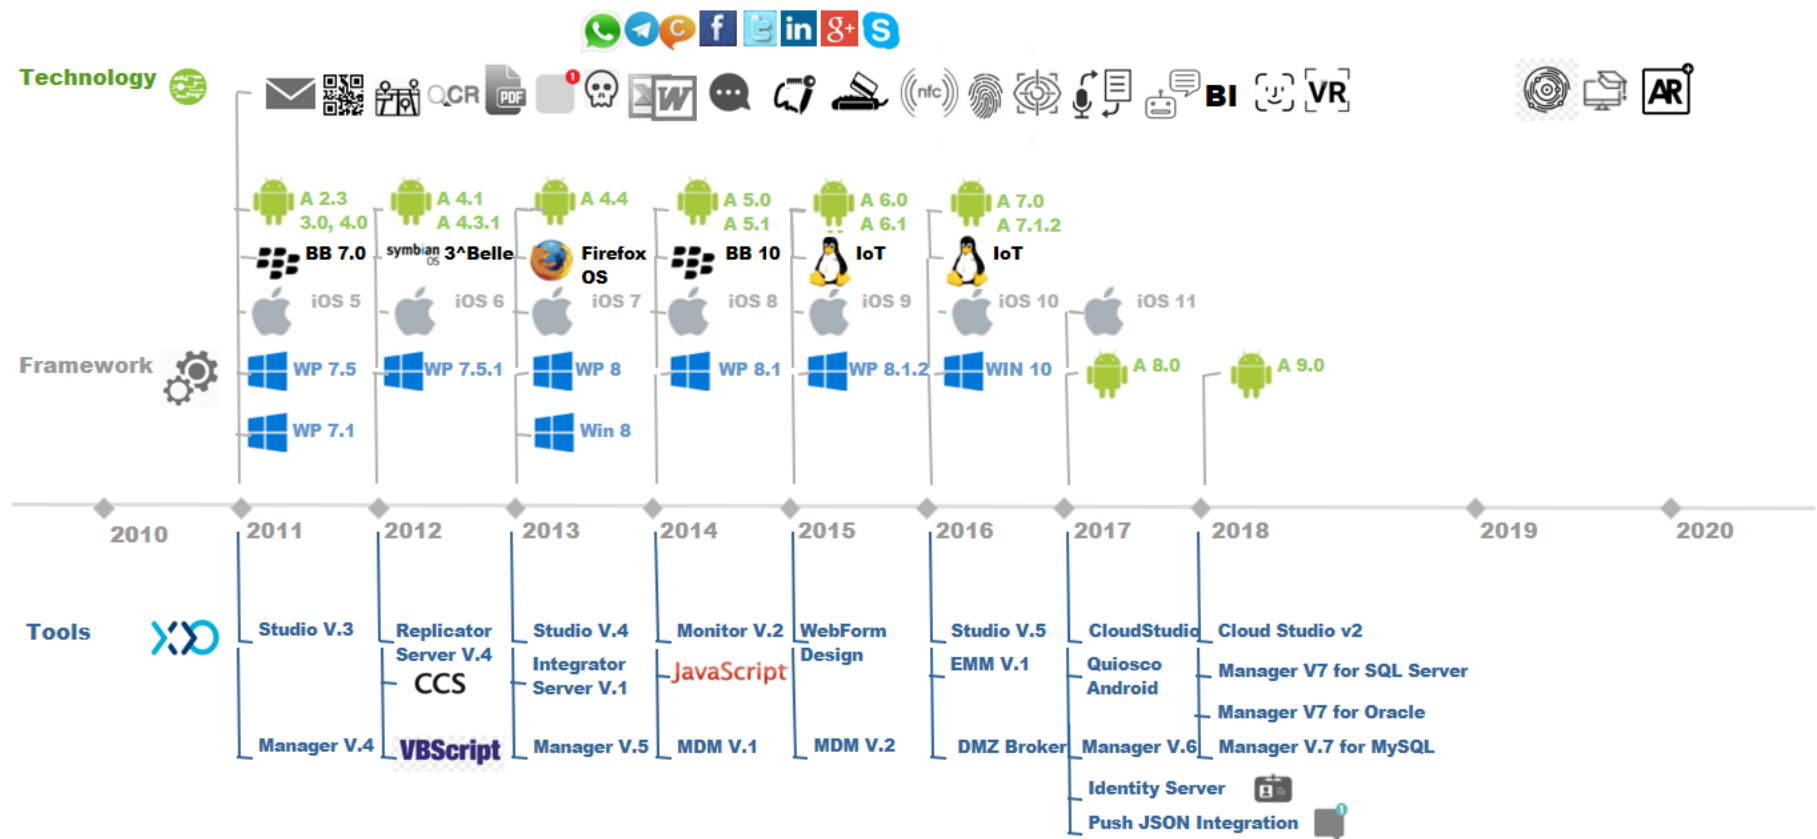 C f t in g+ S
Technology
QCR
PDF
1
W
nfc
BI
VR
AR
A 2.3
3.0, 4.0
A 4.1
A 4.3.1
A 4.4
A 5.0
A 5.1
A 6.0
A 6.1
A 7.0
A 7.1.2
BB 7.0
symbian
OS
3^Belle
Firefox
OS
BB 10
IoT
IoT
iOS 5
iOS 6
iOS 7
iOS 8
iOS 9
iOS 10
iOS 11
Framework
WP 7.5
WP 7.5.1
WP 8
WP 8.1
WP 8.1.2
WIN 10
A 8.0
A 9.0
WP 7.1
Win 8
2010
2011
2012
2013
2014
2015
2016
2017
2018
2019
2020
Tools
Studio V.3
Manager V.4
Replicator
Server V.4
CCS
VBScript
Studio V.4
Integrator
Server V.1
Manager V.5
Monitor V.2
JavaScript
MDM V.1
WebForm
Design
MDM V.2
Studio V.5
EMM V.1
DMZ Broker
CloudStudio
Quiosco
Android
Manager V.6
Identity Server
Push JSON Integration
1
Cloud Studio v2
Manager V7 for SQL Server
Manager V7 for Oracle
Manager V.7 for MySQL